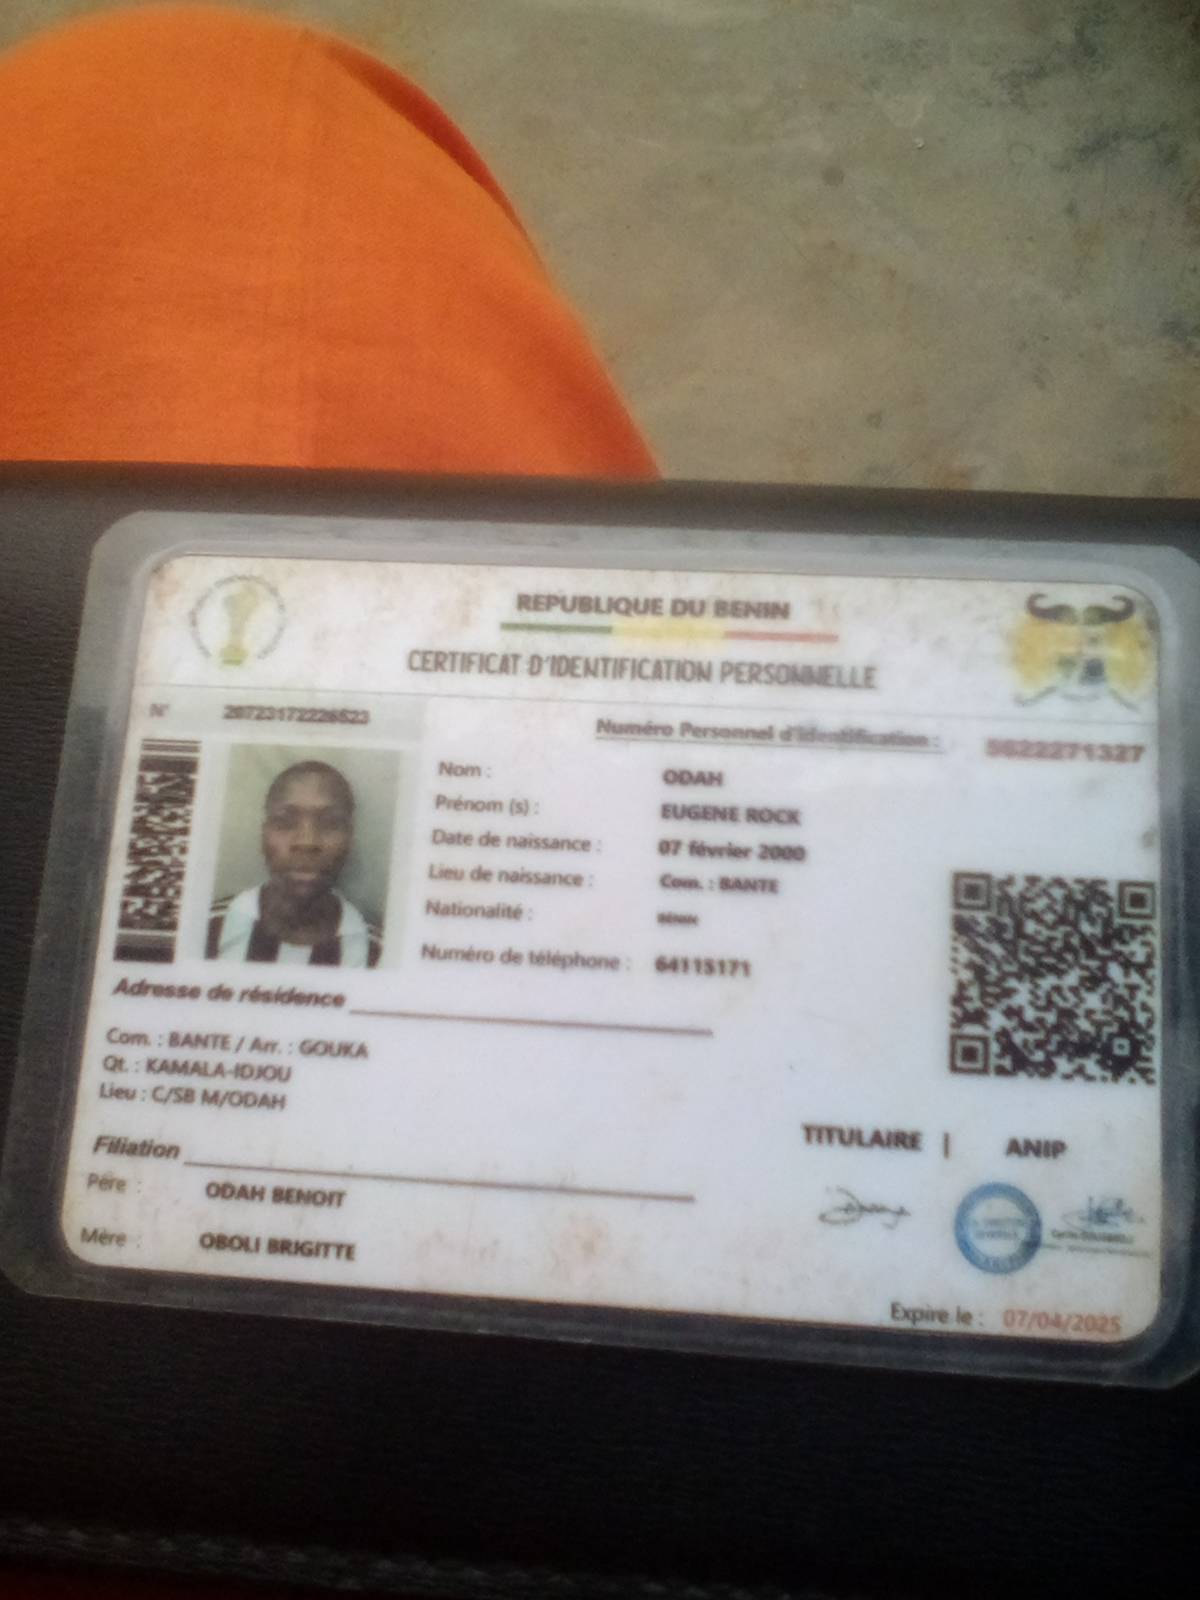 REPUBLIQUE DU BENIN
CERTIFICAT D'IDENTIFICATION PERSONNELLE
N° 20723172226523
Numéro Personnel d'Identification : 5622271327
Nom : ODAH
Prénom (s) : EUGENE ROCK
Date de naissance : 07 février 2000
Lieu de naissance : Com. : BANTE
Nationalité : BENIN
Numéro de téléphone : 64115171
Adresse de résidence
Com. : BANTE / Arr. : GOUKA
Qt. : KAMALA-IDJOU
Lieu : C/SB M/ODAH
TITULAIRE | ANIP
Filiation
Père : ODAH BENOIT
Mère : OBOLI BRIGITTE
Expire le : 07/04/2025